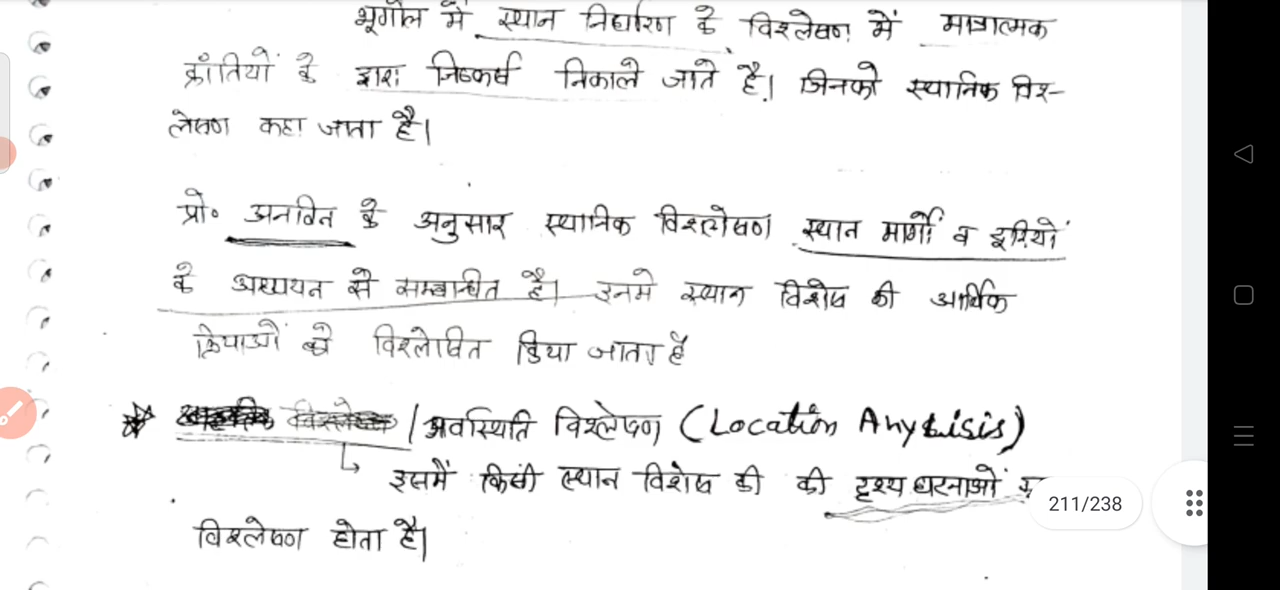 भूगोल में स्थान निर्धारण के विश्लेषण में मात्रात्मक
क्रांतियों के द्वारा निष्कर्ष निकाले जाते है। जिनको स्थानिक विश-
लेषण कहा जाता है।
प्रो॰ अनविन के अनुसार स्थानिक विश्लेषण स्थान मार्गों व दूरियों
के अध्ययन से सम्बन्धित है। इनमे स्थान विशेष की आर्थिक
क्रियाओं को विश्लेषित किया जाता है
/ अवस्थिति विश्लेषण (Location Anylisis)
इसमें किसी स्थान विशेष की की दृश्य घटनाओं
211/238
विश्लेषण होता है।